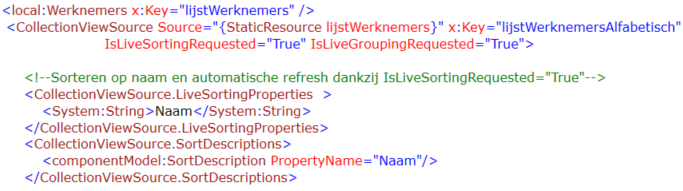 <local:Werknemers x:Key="lijstWerknemers" />
<CollectionViewSource Source="{StaticResource lijstWerknemers}" x:Key="lijstWerknemersAlfabetisch"
IsLiveSortingRequested="True" IsLiveGroupingRequested="True">
<!--Sorteren op naam en automatische refresh dankzij IsLiveSortingRequested="True"-->
<CollectionViewSource.LiveSortingProperties >
<System:String>Naam</System:String>
</CollectionViewSource.LiveSortingProperties>
<CollectionViewSource.SortDescriptions>
<componentModel:SortDescription PropertyName="Naam"/>
</CollectionViewSource.SortDescriptions>